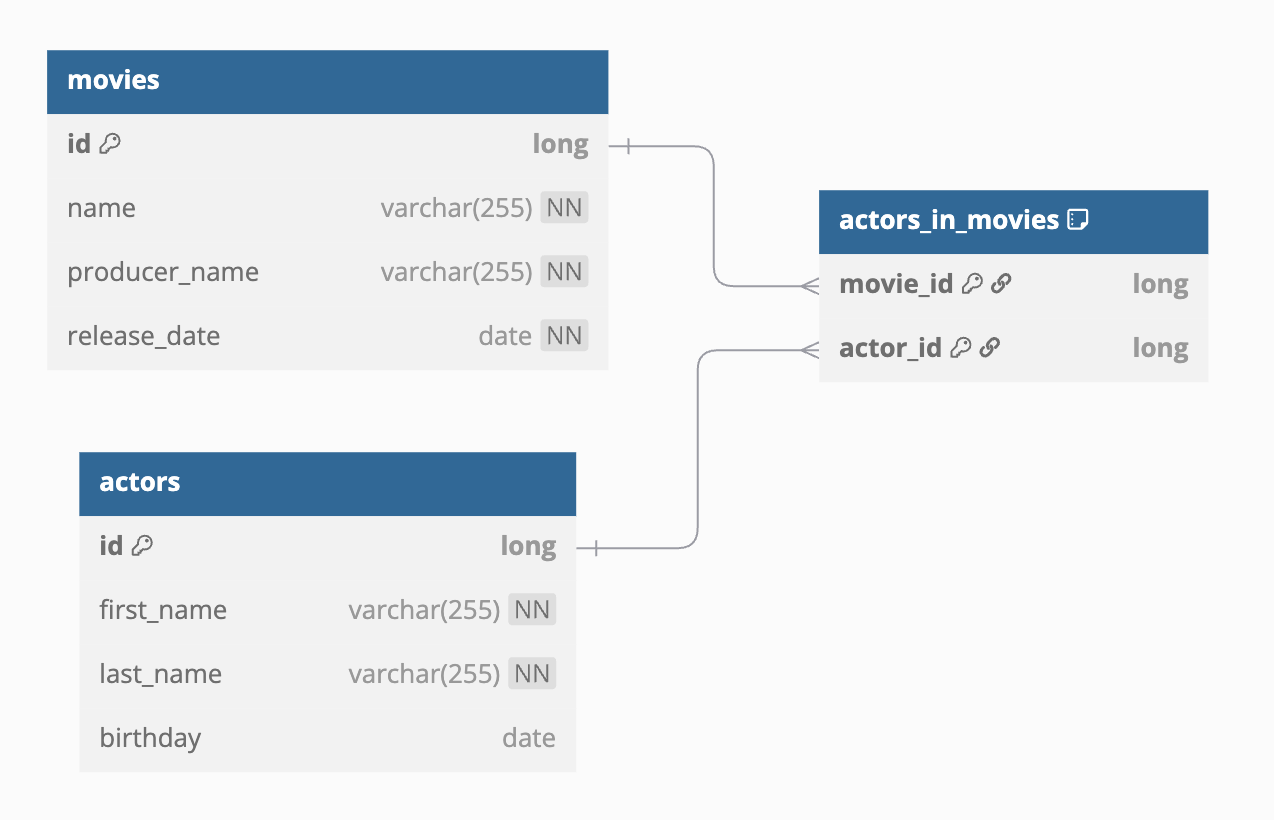 movies
id long
name varchar(255) NN
producer_name varchar(255) NN
release_date date NN
actors_in_movies
movie_id long
actor_id long
actors
id long
first_name varchar(255) NN
last_name varchar(255) NN
birthday date